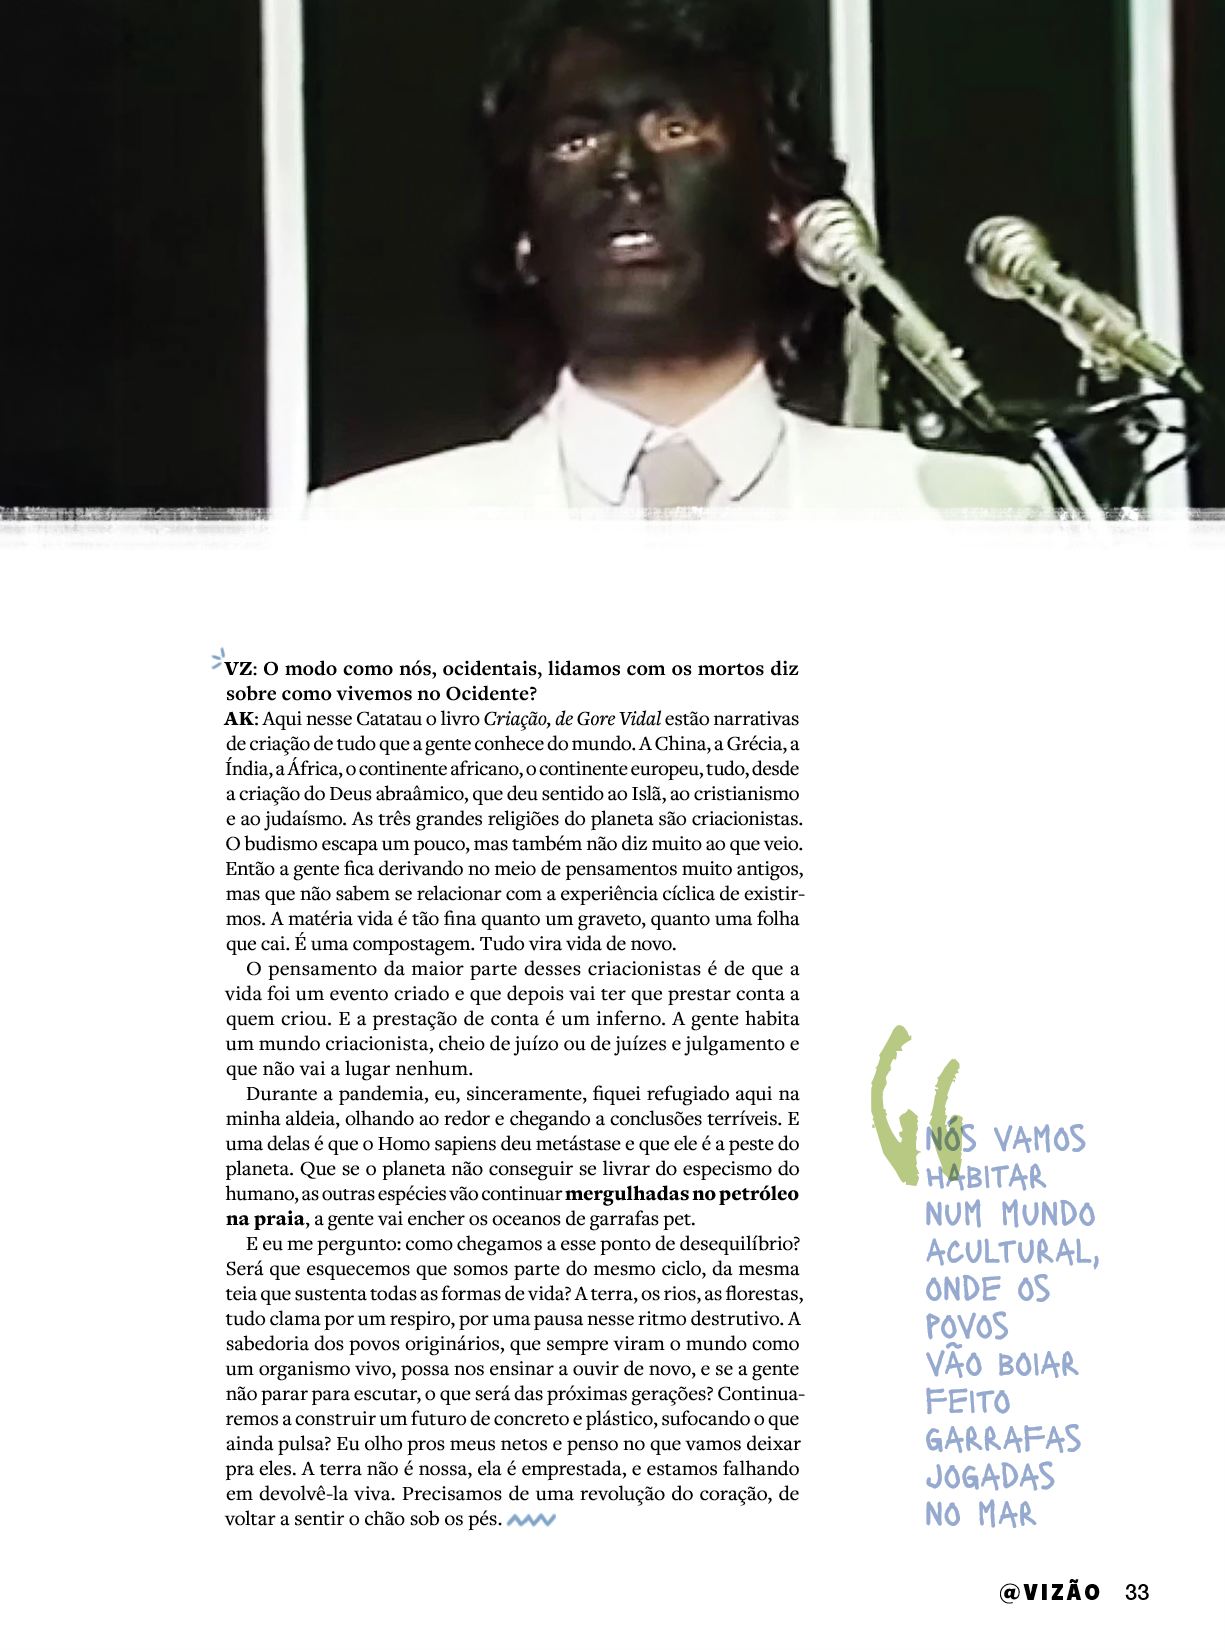 VZ: O modo como nós, ocidentais, lidamos com os mortos diz
sobre como vivemos no Ocidente?
AK: Aqui nesse Catatau o livro Criação, de Gore Vidal estão narrativas
de criação de tudo que a gente conhece do mundo. A China, a Grécia, a
Índia, a África, o continente africano, o continente europeu, tudo, desde
a criação do Deus abraâmico, que deu sentido ao Islã, ao cristianismo
e ao judaísmo. As três grandes religiões do planeta são criacionistas.
O budismo escapa um pouco, mas também não diz muito ao que veio.
Então a gente fica derivando no meio de pensamentos muito antigos,
mas que não sabem se relacionar com a experiência cíclica de existir-
mos. A matéria vida é tão fina quanto um graveto, quanto uma folha
que cai. É uma compostagem. Tudo vira vida de novo.
O pensamento da maior parte desses criacionistas é de que a
vida foi um evento criado e que depois vai ter que prestar conta a
quem criou. E a prestação de conta é um inferno. A gente habita
um mundo criacionista, cheio de juízo ou de juízes e julgamento e
que não vai a lugar nenhum.
Durante a pandemia, eu, sinceramente, fiquei refugiado aqui na
minha aldeia, olhando ao redor e chegando a conclusões terríveis. E
uma delas é que o Homo sapiens deu metástase e que ele é a peste do
planeta. Que se o planeta não conseguir se livrar do especismo do
humano, as outras espécies vão continuar mergulhadas no petróleo
na praia, a gente vai encher os oceanos de garrafas pet.
E eu me pergunto: como chegamos a esse ponto de desequilíbrio?
Será que esquecemos que somos parte do mesmo ciclo, da mesma
teia que sustenta todas as formas de vida? A terra, os rios, as florestas,
tudo clama por um respiro, por uma pausa nesse ritmo destrutivo. A
sabedoria dos povos originários, que sempre viram o mundo como
um organismo vivo, possa nos ensinar a ouvir de novo, e se a gente
não parar para escutar, o que será das próximas gerações? Continua-
remos a construir um futuro de concreto e plástico, sufocando o que
ainda pulsa? Eu olho pros meus netos e penso no que vamos deixar
pra eles. A terra não é nossa, ela é emprestada, e estamos falhando
em devolvê-la viva. Precisamos de uma revolução do coração, de
voltar a sentir o chão sob os pés.
NÓS VAMOS
HABITAR
NUM MUNDO
ACULTURAL,
ONDE OS
POVOS
VÃO BOIAR
FEITO
GARRAFAS
JOGADAS
NO MAR
@VIZÃO 33